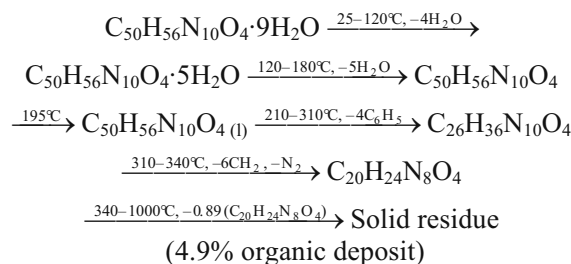 C₅₀H₅₆N₁₀O₄·9H₂O 25–120℃, −4H₂O →
C₅₀H₅₆N₁₀O₄·5H₂O 120–180℃, −5H₂O → C₅₀H₅₆N₁₀O₄
195℃ → C₅₀H₅₆N₁₀O₄ (l) 210–310℃, −4C₆H₅ → C₂₆H₃₆N₁₀O₄
310–340℃, −6CH₂, −N₂ → C₂₀H₂₄N₈O₄
340–1000℃, −0.89 (C₂₀H₂₄N₈O₄) → Solid residue
(4.9% organic deposit)